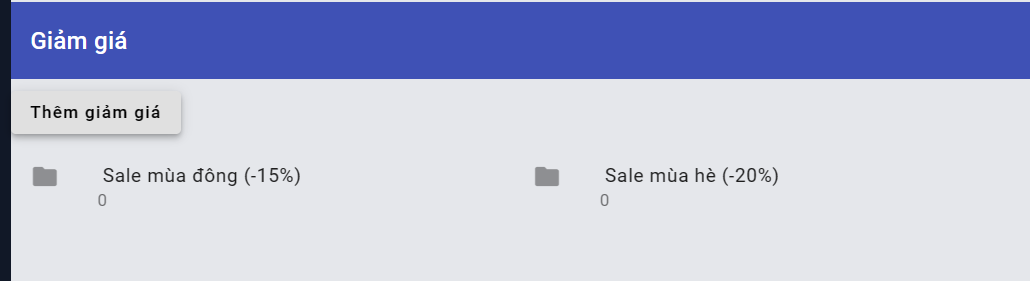 Giảm giá
Thêm giảm giá
Sale mùa đông (-15%)
0
Sale mùa hè (-20%)
0